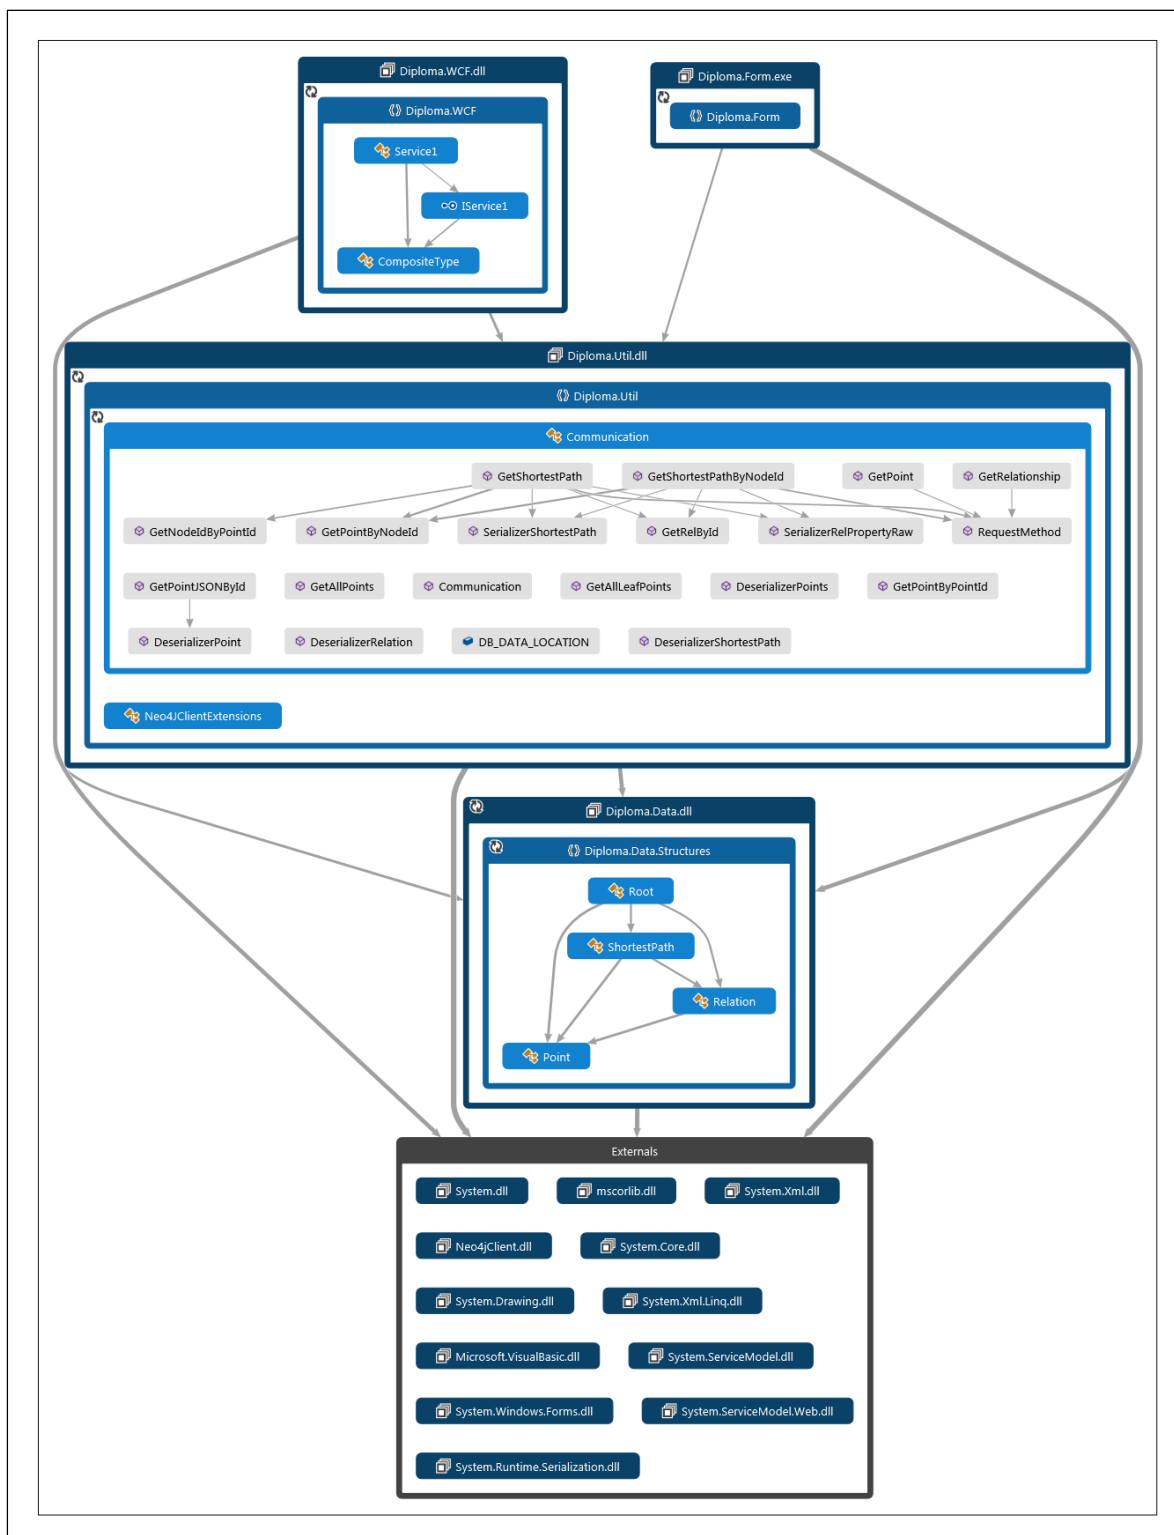 Diploma.WCF.dll
Diploma.Form.exe
Diploma.WCF
Diploma.Form
Service1
IService1
CompositeType
Diploma.Util.dll
Diploma.Util
Communication
GetShortestPath GetShortestPathByNodeId GetPoint GetRelationship
GetNodeIdByPointId GetPointByNodeId SerializerShortestPath GetRelById SerializerRelPropertyRaw RequestMethod
GetPointJSONById GetAllPoints Communication GetAllLeafPoints DeserializerPoints GetPointByPointId
DeserializerPoint DeserializerRelation DB_DATA_LOCATION DeserializerShortestPath
Neo4JClientExtensions
Diploma.Data.dll
Diploma.Data.Structures
Root
ShortestPath
Relation
Point
Externals
System.dll mscorlib.dll System.Xml.dll
Neo4jClient.dll System.Core.dll
System.Drawing.dll System.Xml.Linq.dll
Microsoft.VisualBasic.dll System.ServiceModel.dll
System.Windows.Forms.dll System.ServiceModel.Web.dll
System.Runtime.Serialization.dll